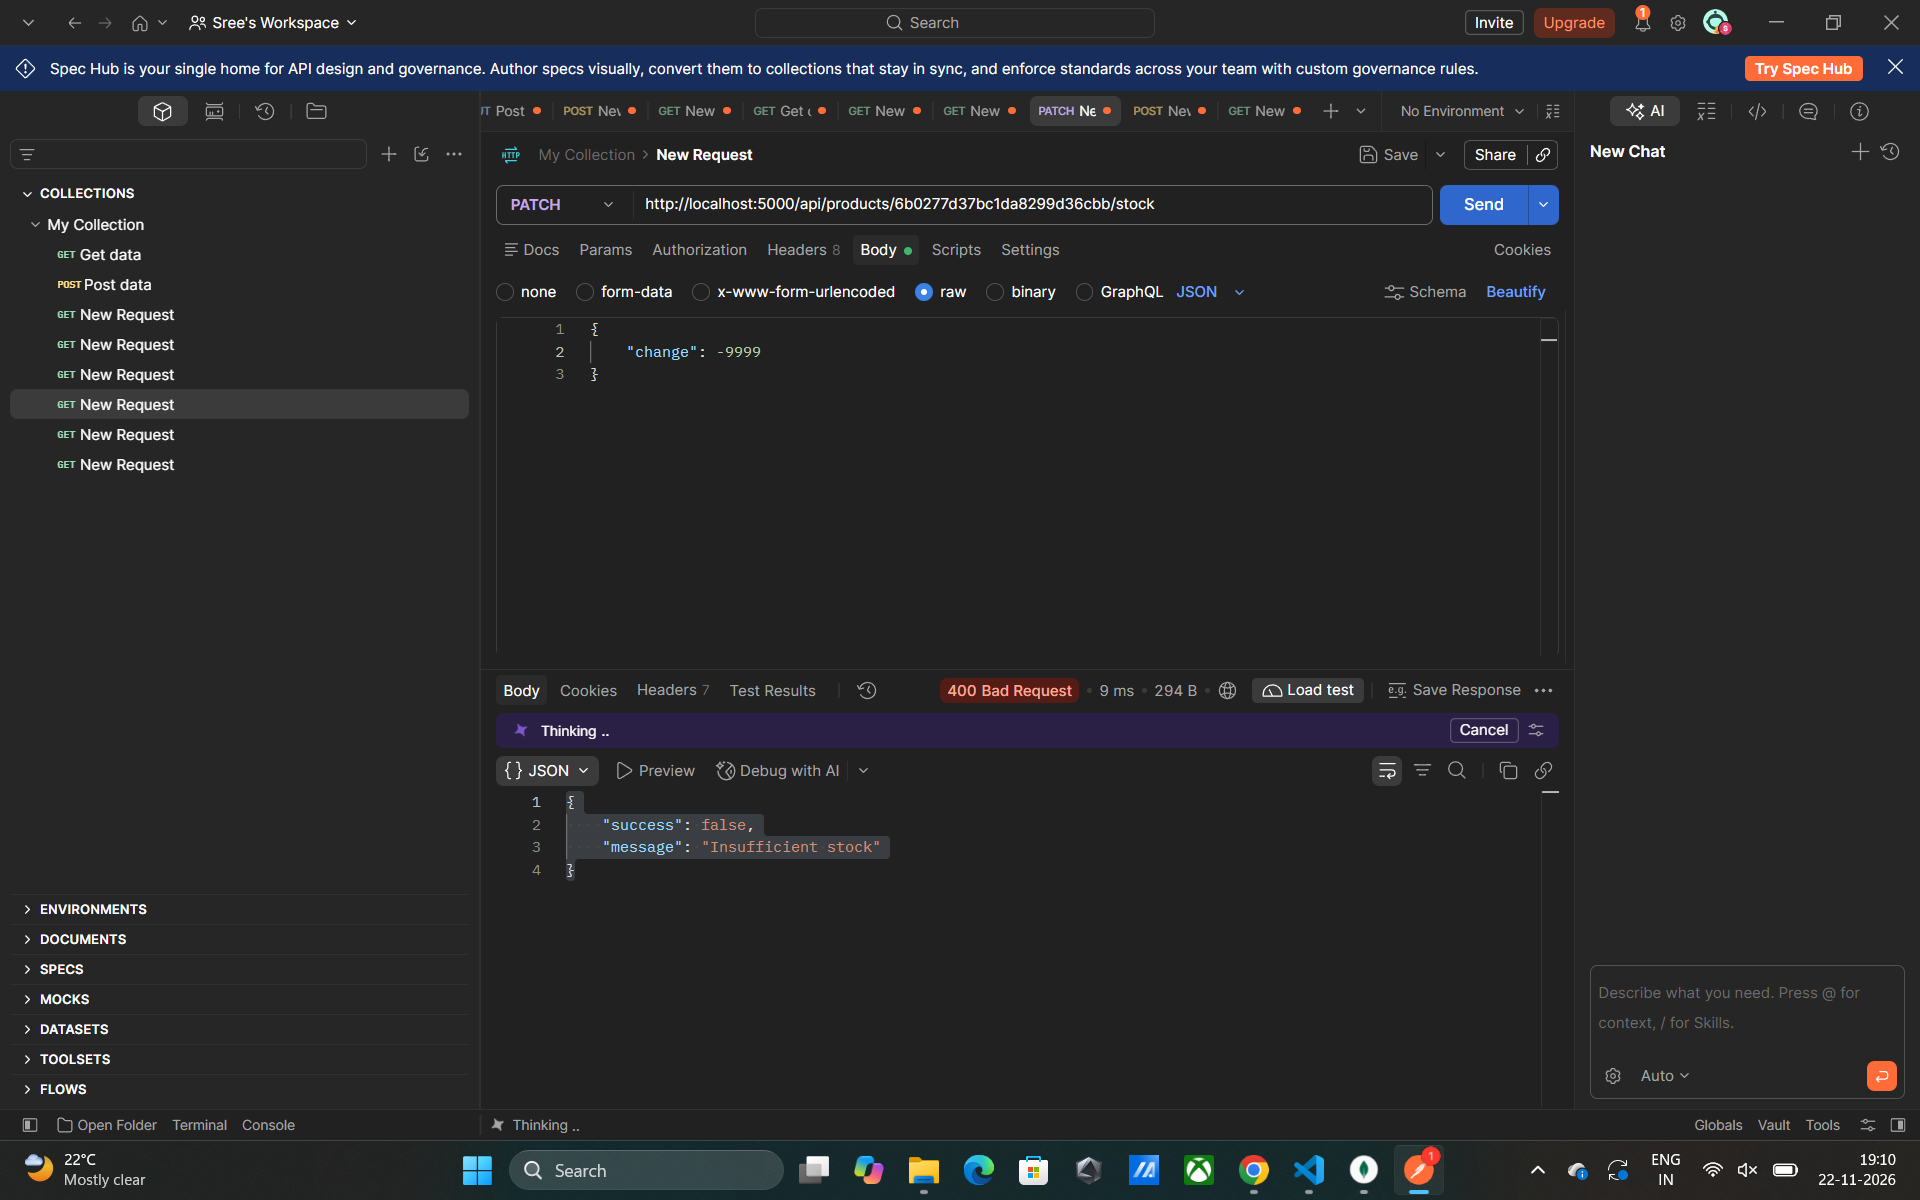 Sree's Workspace
Search
Invite
Upgrade
1
Spec Hub is your single home for API design and governance. Author specs visually, convert them to collections that stay in sync, and enforce standards across your team with custom governance rules.
Try Spec Hub
Post
POST Nev
GET New
GET Get
GET New
GET New
PATCH Ne
POST Nev
GET New
No Environment
AI
My Collection > New Request
Save
Share
New Chat
COLLECTIONS
My Collection
GET Get data
POST Post data
GET New Request
GET New Request
GET New Request
GET New Request
GET New Request
GET New Request
HTTP
PATCH
http://localhost:5000/api/products/6b0277d37bc1da8299d36cbb/stock
Send
Docs Params Authorization Headers 8 Body Scripts Settings
Cookies
none form-data x-www-form-urlencoded raw binary GraphQL JSON
Schema Beautify
1 {
2 "change": -9999
3 }
Body Cookies Headers 7 Test Results
400 Bad Request • 9 ms • 294 B
Load test
e.g. Save Response
Thinking ..
Cancel
{} JSON
Preview
Debug with AI
1 {
2 "success": false,
3 "message": "Insufficient stock"
4 }
ENVIRONMENTS
DOCUMENTS
SPECS
MOCKS
DATASETS
TOOLSETS
FLOWS
Describe what you need. Press @ for
context, / for Skills.
Auto
Open Folder Terminal Console
Thinking ..
Globals Vault Tools
22°C
Mostly clear
Search
1
ENG
IN
19:10
22-11-2026